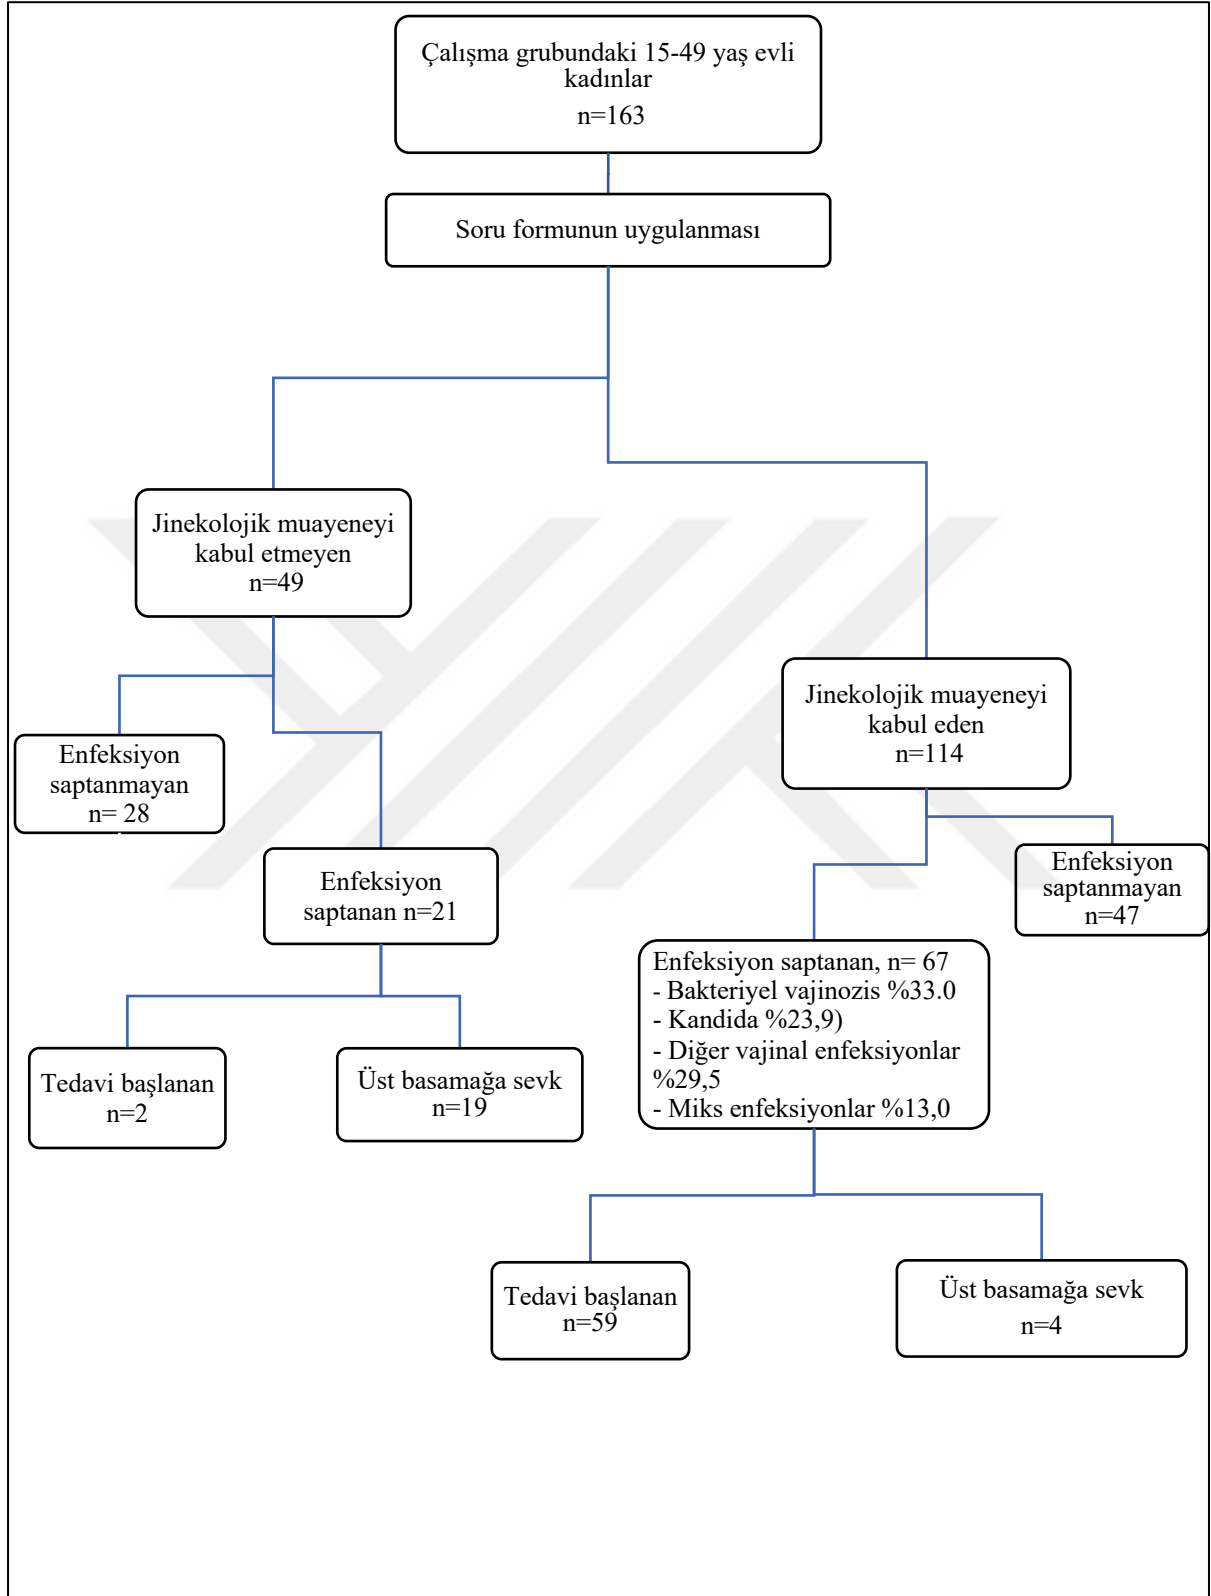 Çalışma grubundaki 15-49 yaş evli
kadınlar
n=163
Soru formunun uygulanması
Jinekolojik muayeneyi
kabul etmeyen
n=49
Jinekolojik muayeneyi
kabul eden
n=114
Enfeksiyon
saptanmayan
n= 28
Enfeksiyon
saptanan n=21
Enfeksiyon
saptanmayan
n=47
Enfeksiyon saptanan, n= 67
- Bakteriyel vajinozis %33.0
- Kandida %23,9)
- Diğer vajinal enfeksiyonlar
%29,5
- Miks enfeksiyonlar %13,0
Tedavi başlanan
n=2
Üst basamağa sevk
n=19
Tedavi başlanan
n=59
Üst basamağa sevk
n=4